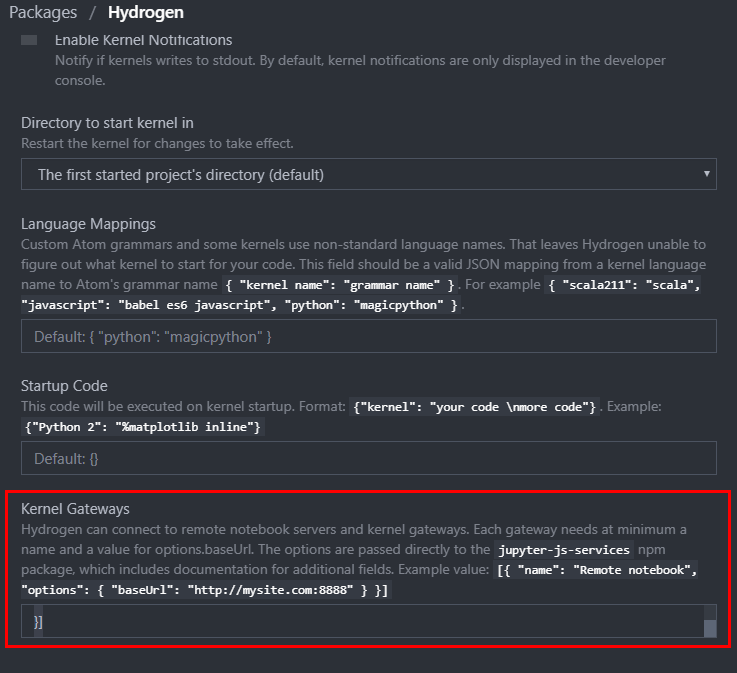 Packages / Hydrogen
Enable Kernel Notifications
Notify if kernels writes to stdout. By default, kernel notifications are only displayed in the developer
console.
Directory to start kernel in
Restart the kernel for changes to take effect.
The first started project's directory (default)
Language Mappings
Custom Atom grammars and some kernels use non-standard language names. That leaves Hydrogen unable to
figure out what kernel to start for your code. This field should be a valid JSON mapping from a kernel language
name to Atom's grammar name { "kernel name": "grammar name" } . For example { "scala211": "scala",
"javascript": "babel es6 javascript", "python": "magicpython" } .
Default: { "python": "magicpython" }
Startup Code
This code will be executed on kernel startup. Format: {"kernel": "your code \nmore code"} . Example:
{"Python 2": "%matplotlib inline"}
Default: {}
Kernel Gateways
Hydrogen can connect to remote notebook servers and kernel gateways. Each gateway needs at minimum a
name and a value for options.baseUrl. The options are passed directly to the jupyter-js-services npm
package, which includes documentation for additional fields. Example value: [{ "name": "Remote notebook",
"options": { "baseUrl": "http://mysite.com:8888" } }]
}]